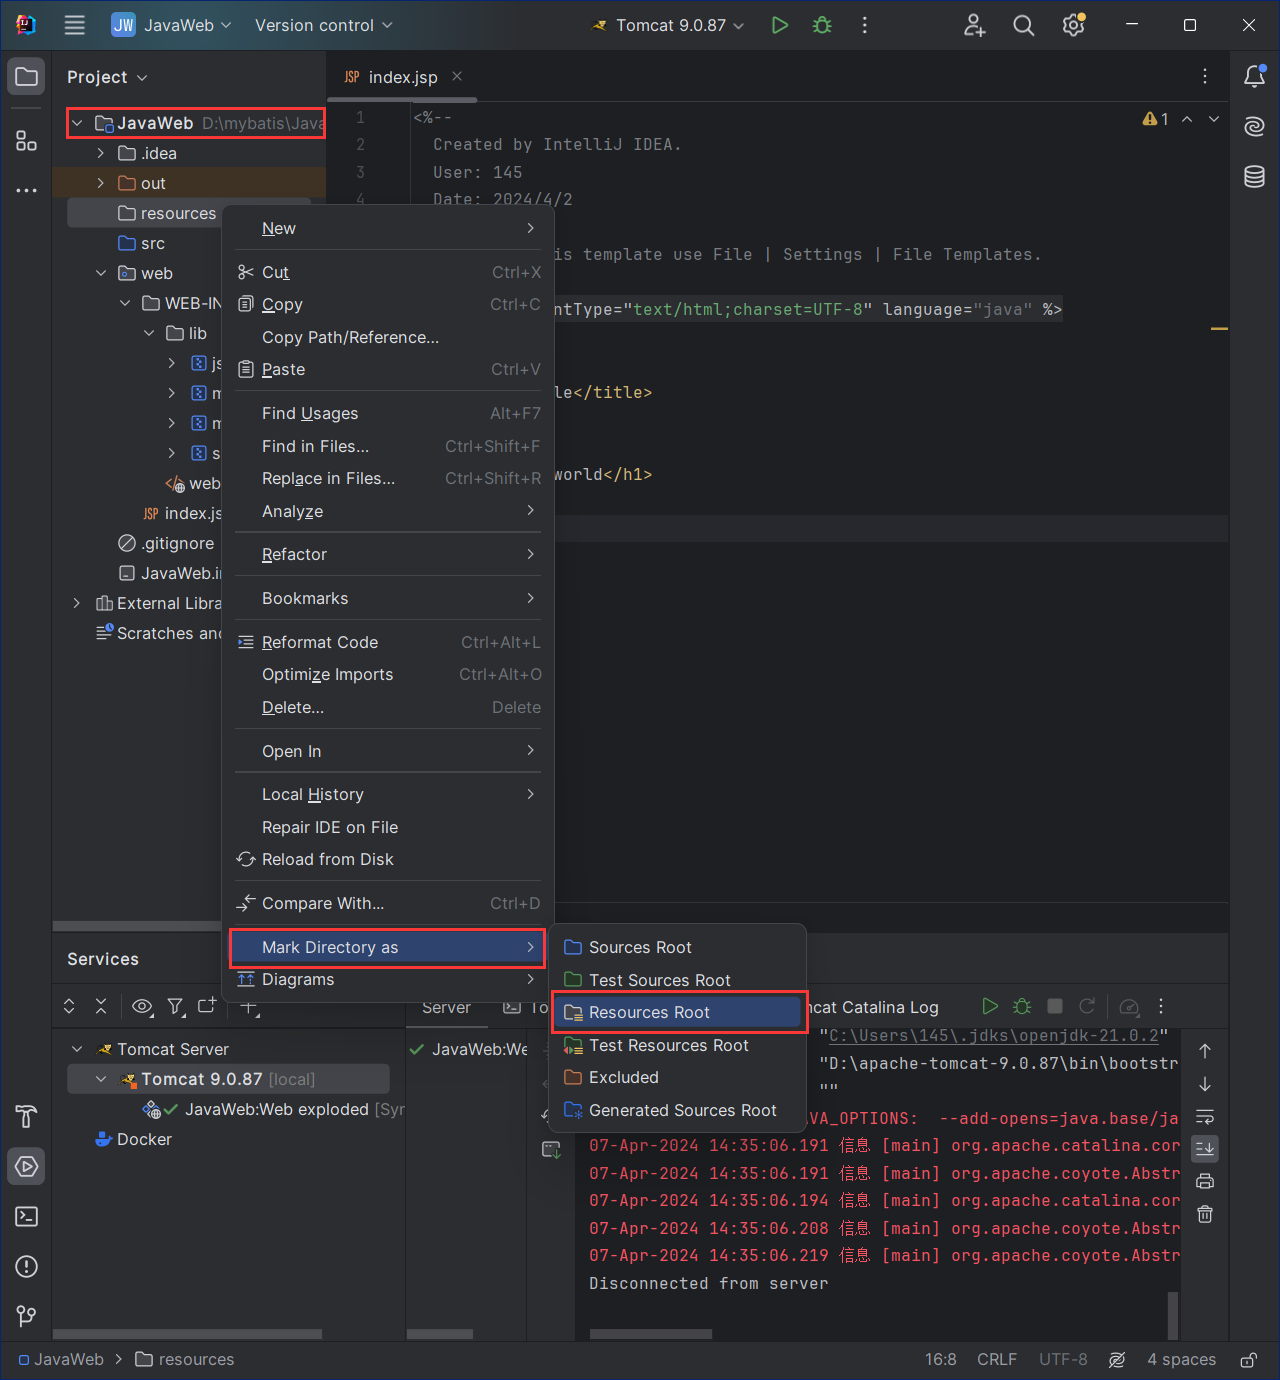 JW JavaWeb Version control Tomcat 9.0.87
Project
JSP index.jsp
JavaWeb D:\mybatis\Java
.idea
out
resources
src
web
WEB-IN
lib
web
JSP index.js
.gitignore
JavaWeb.i
External Libra
Scratches and
1 <%--
2 Created by IntelliJ IDEA.
3 User: 145
4 Date: 2024/4/2
is template use File | Settings | File Templates.
ntType="text/html;charset=UTF-8" language="java" %>
le</title>
world</h1>
1
New
Cut Ctrl+X
Copy Ctrl+C
Copy Path/Reference...
Paste Ctrl+V
Find Usages Alt+F7
Find in Files... Ctrl+Shift+F
Replace in Files... Ctrl+Shift+R
Analyze
Refactor
Bookmarks
Reformat Code Ctrl+Alt+L
Optimize Imports Ctrl+Alt+O
Delete... Delete
Open In
Local History
Repair IDE on File
Reload from Disk
Compare With... Ctrl+D
Mark Directory as
Diagrams
Sources Root
Test Sources Root
Resources Root
Test Resources Root
Excluded
Generated Sources Root
Services
Tomcat Server
Tomcat 9.0.87 [local]
JavaWeb:Web exploded [Syn
Docker
Server To mcat Catalina Log
JavaWeb:We
"C:\Users\145\.jdks\openjdk-21.0.2"
"D:\apache-tomcat-9.0.87\bin\bootstr
""
VA_OPTIONS: --add-opens=java.base/ja
07-Apr-2024 14:35:06.191 信息 [main] org.apache.catalina.cor
07-Apr-2024 14:35:06.191 信息 [main] org.apache.coyote.Abstr
07-Apr-2024 14:35:06.194 信息 [main] org.apache.catalina.cor
07-Apr-2024 14:35:06.208 信息 [main] org.apache.coyote.Abstr
07-Apr-2024 14:35:06.219 信息 [main] org.apache.coyote.Abstr
Disconnected from server
JavaWeb > resources 16:8 CRLF UTF-8 4 spaces